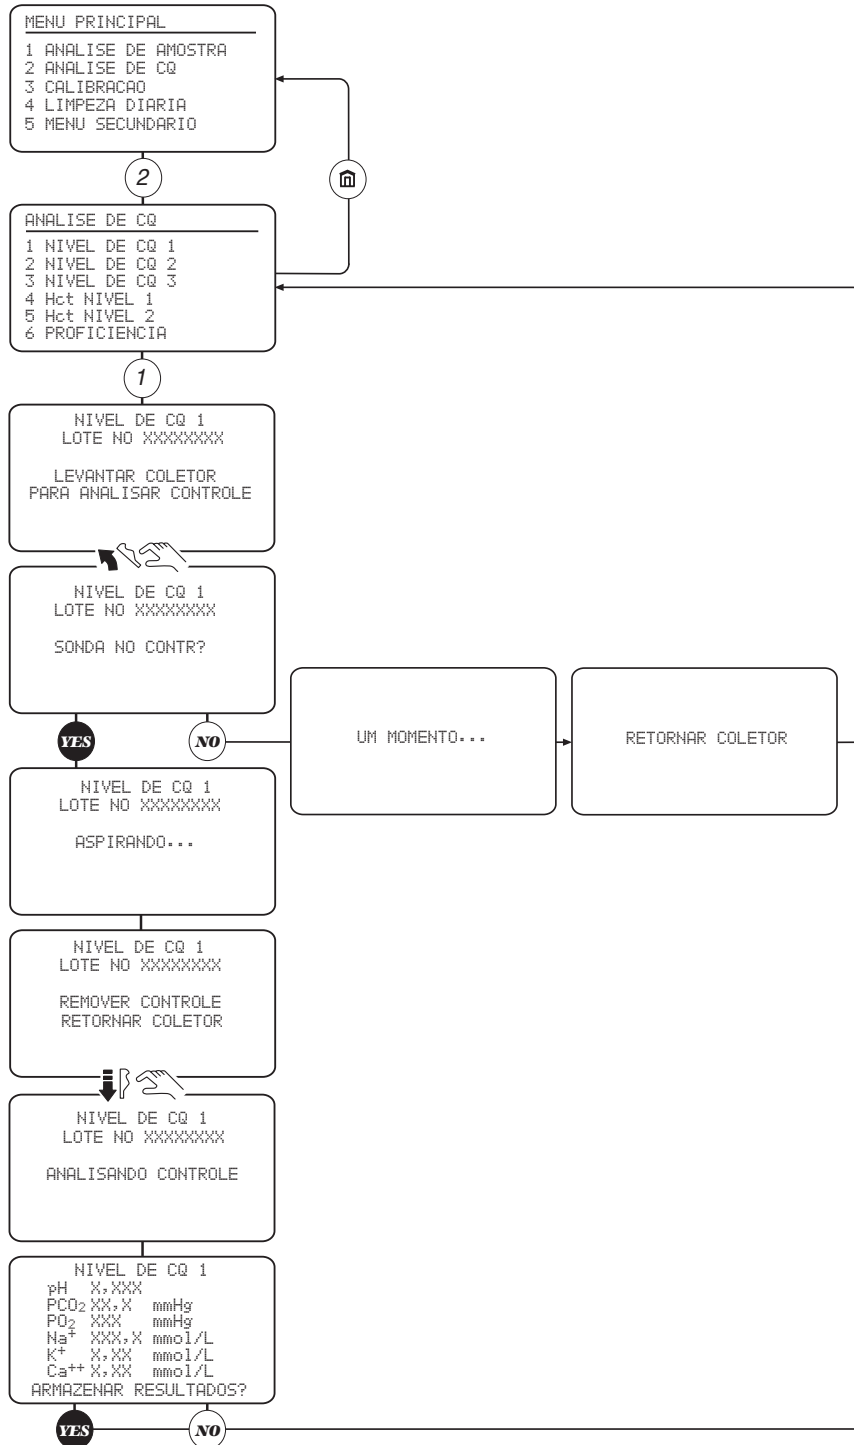 MENU PRINCIPAL
1 ANALISE DE AMOSTRA
2 ANALISE DE CQ
3 CALIBRACAO
4 LIMPEZA DIARIA
5 MENU SECUNDARIO
2
ANALISE DE CQ
1 NIVEL DE CQ 1
2 NIVEL DE CQ 2
3 NIVEL DE CQ 3
4 Hct NIVEL 1
5 Hct NIVEL 2
6 PROFICIENCIA
1
NIVEL DE CQ 1
LOTE NO XXXXXXXX
LEVANTAR COLETOR
PARA ANALISAR CONTROLE
NIVEL DE CQ 1
LOTE NO XXXXXXXX
SONDA NO CONTR?
YES
NO
UM MOMENTO...
RETORNAR COLETOR
NIVEL DE CQ 1
LOTE NO XXXXXXXX
ASPIRANDO...
NIVEL DE CQ 1
LOTE NO XXXXXXXX
REMOVER CONTROLE
RETORNAR COLETOR
NIVEL DE CQ 1
LOTE NO XXXXXXXX
ANALISANDO CONTROLE
NIVEL DE CQ 1
pH X,XXX
PCO2 XX,X mmHg
PO2 XXX mmHg
Na+ XXX,X mmol/L
K+ X,XX mmol/L
Ca++ X,XX mmol/L
ARMAZENAR RESULTADOS?
YES
NO